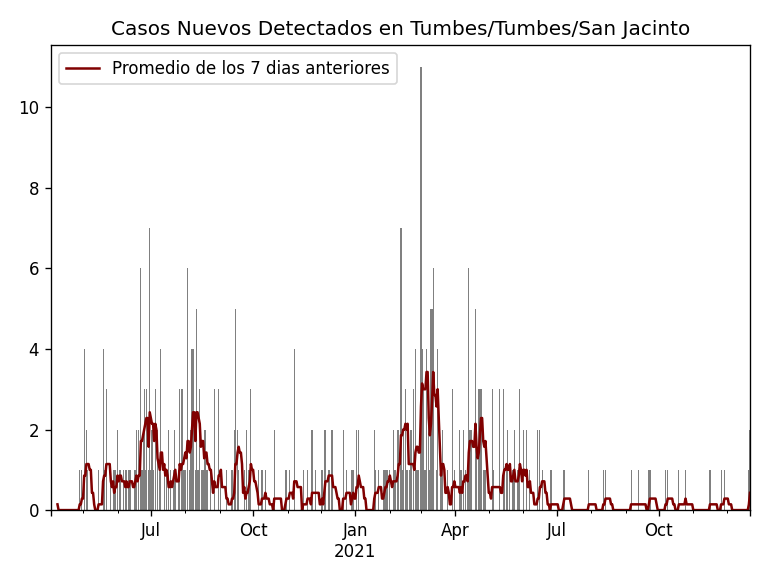 Casos Nuevos Detectados en Tumbes/Tumbes/San Jacinto
Promedio de los 7 dias anteriores
10
8
6
4
2
0
Jul Oct Jan Apr Jul Oct
2021